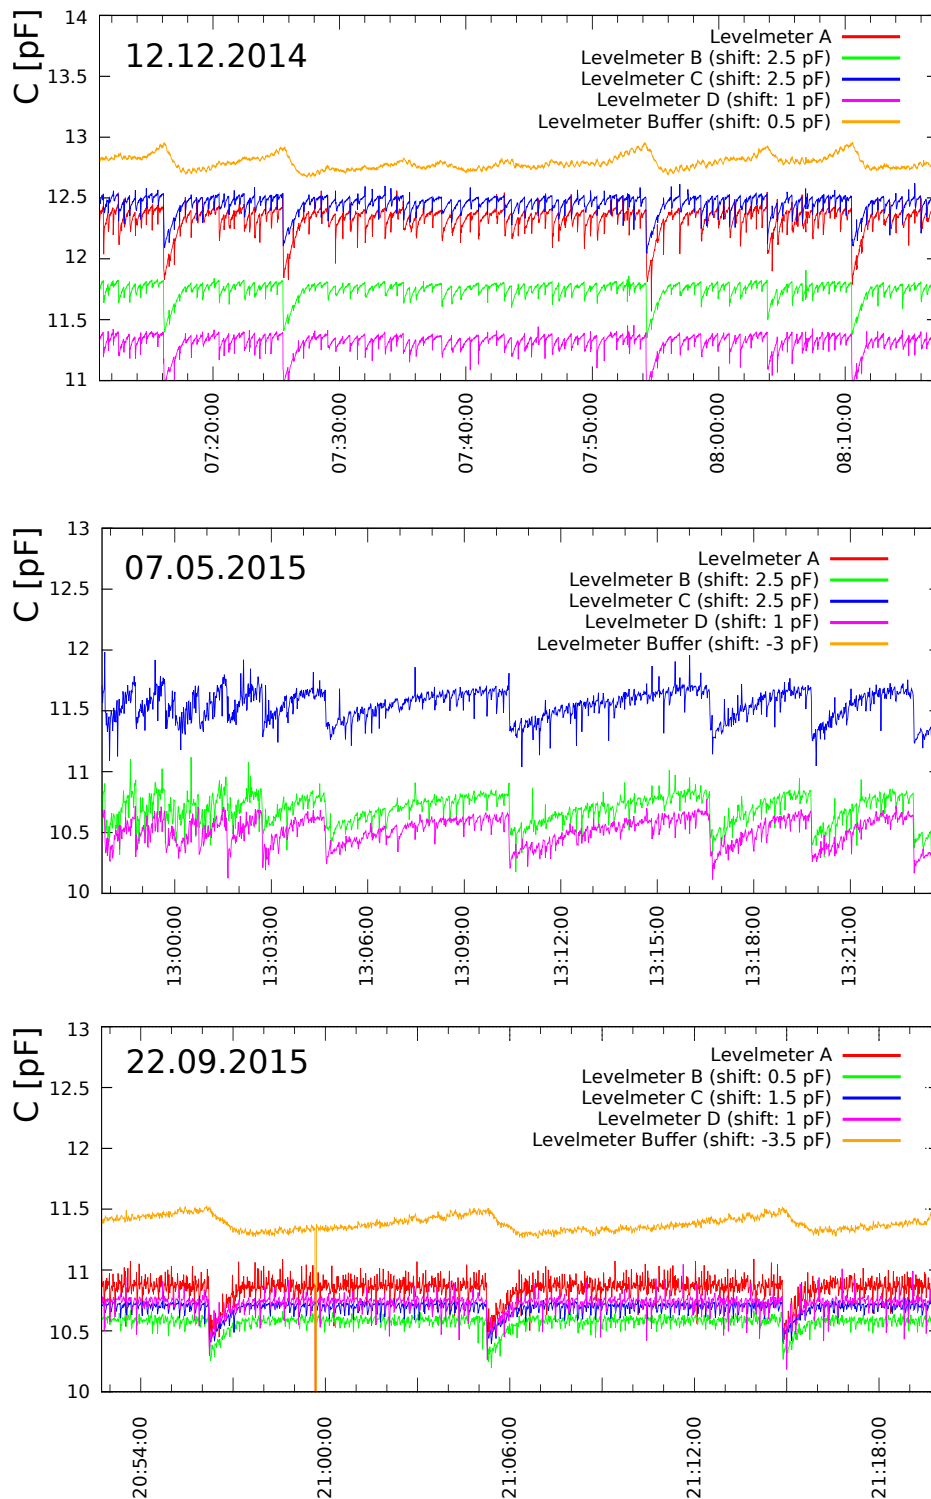 C [pF]
14
13.5
13
12.5
12
11.5
11
12.12.2014
Levelmeter A
Levelmeter B (shift: 2.5 pF)
Levelmeter C (shift: 2.5 pF)
Levelmeter D (shift: 1 pF)
Levelmeter Buffer (shift: 0.5 pF)
07:20:00
07:30:00
07:40:00
07:50:00
08:00:00
08:10:00
C [pF]
13
12.5
12
11.5
11
10.5
10
07.05.2015
Levelmeter A
Levelmeter B (shift: 2.5 pF)
Levelmeter C (shift: 2.5 pF)
Levelmeter D (shift: 1 pF)
Levelmeter Buffer (shift: -3 pF)
13:00:00
13:03:00
13:06:00
13:09:00
13:12:00
13:15:00
13:18:00
13:21:00
C [pF]
13
12.5
12
11.5
11
10.5
10
22.09.2015
Levelmeter A
Levelmeter B (shift: 0.5 pF)
Levelmeter C (shift: 1.5 pF)
Levelmeter D (shift: 1 pF)
Levelmeter Buffer (shift: -3.5 pF)
20:54:00
21:00:00
21:06:00
21:12:00
21:18:00